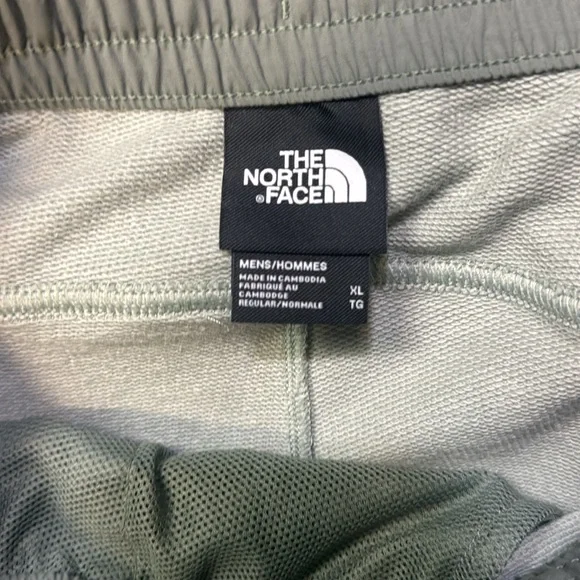 THE
NORTH
®FACE
MENS/HOMMES
MADE IN CAMBODIA
FABRIQUÉ AU
CAMBODGE
REGULAR/NORMALE
XL
TG